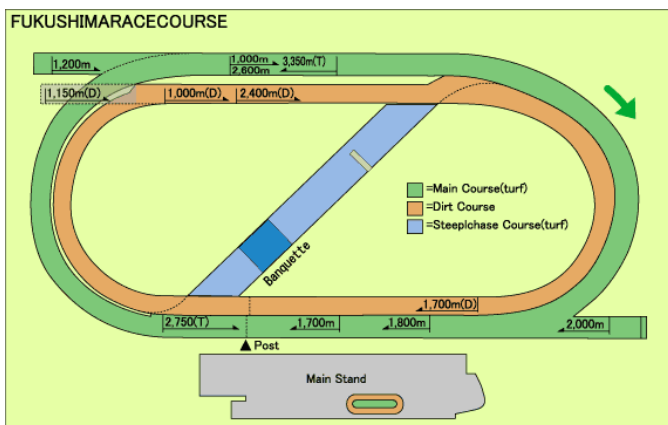 FUKUSHIMARACECOURSE
1,200m
1,000m
3,350m(T)
2,600m
1,150m(D)
1,000m(D)
2,400m(D)
=Main Course(turf)
=Dirt Course
=Steeplchase Course(turf)
Banquette
1,700m(D)
2,750(T)
1,700m
1,800m
2,000m
Post
Main Stand